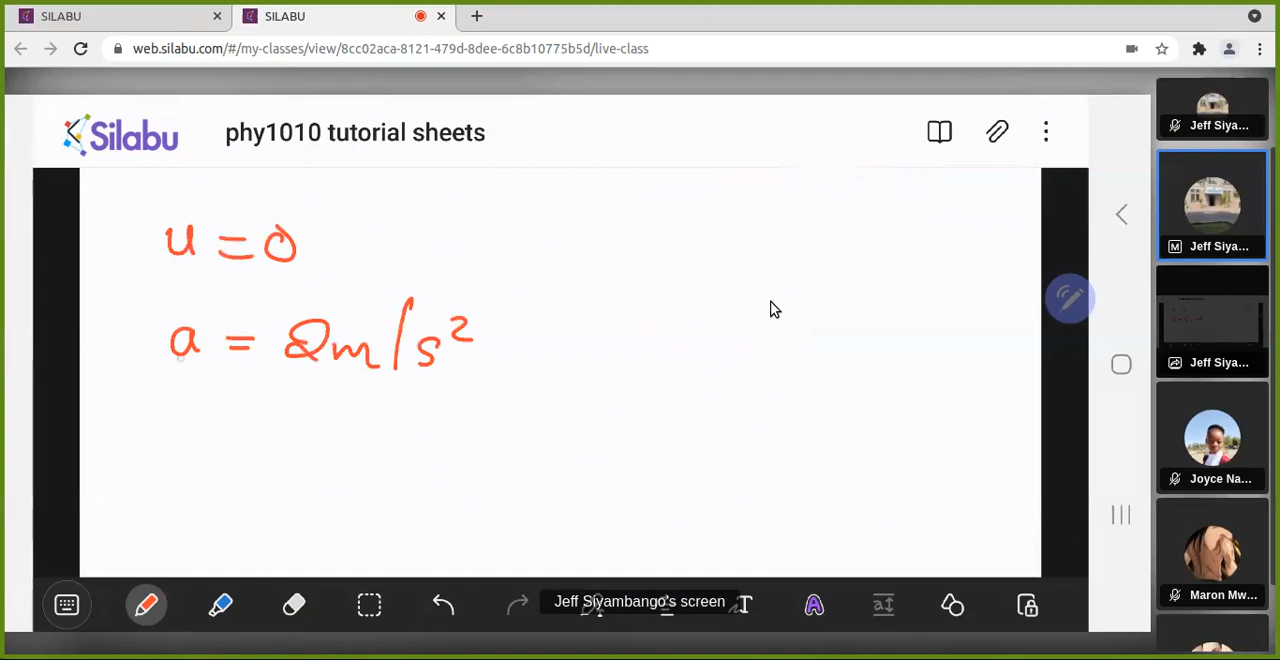 SILABU
SILABU
web.silabu.com/#/my-classes/view/8cc02aca-8121-479d-8dee-6c8b10775b5d/live-class
Silabu
phy1010 tutorial sheets
u = 0
a = 2m/s²
Jeff Siya...
Jeff Siya...
Jeff Siya...
Joyce Na...
Maron Mw...
Jeff Siyambango's screen